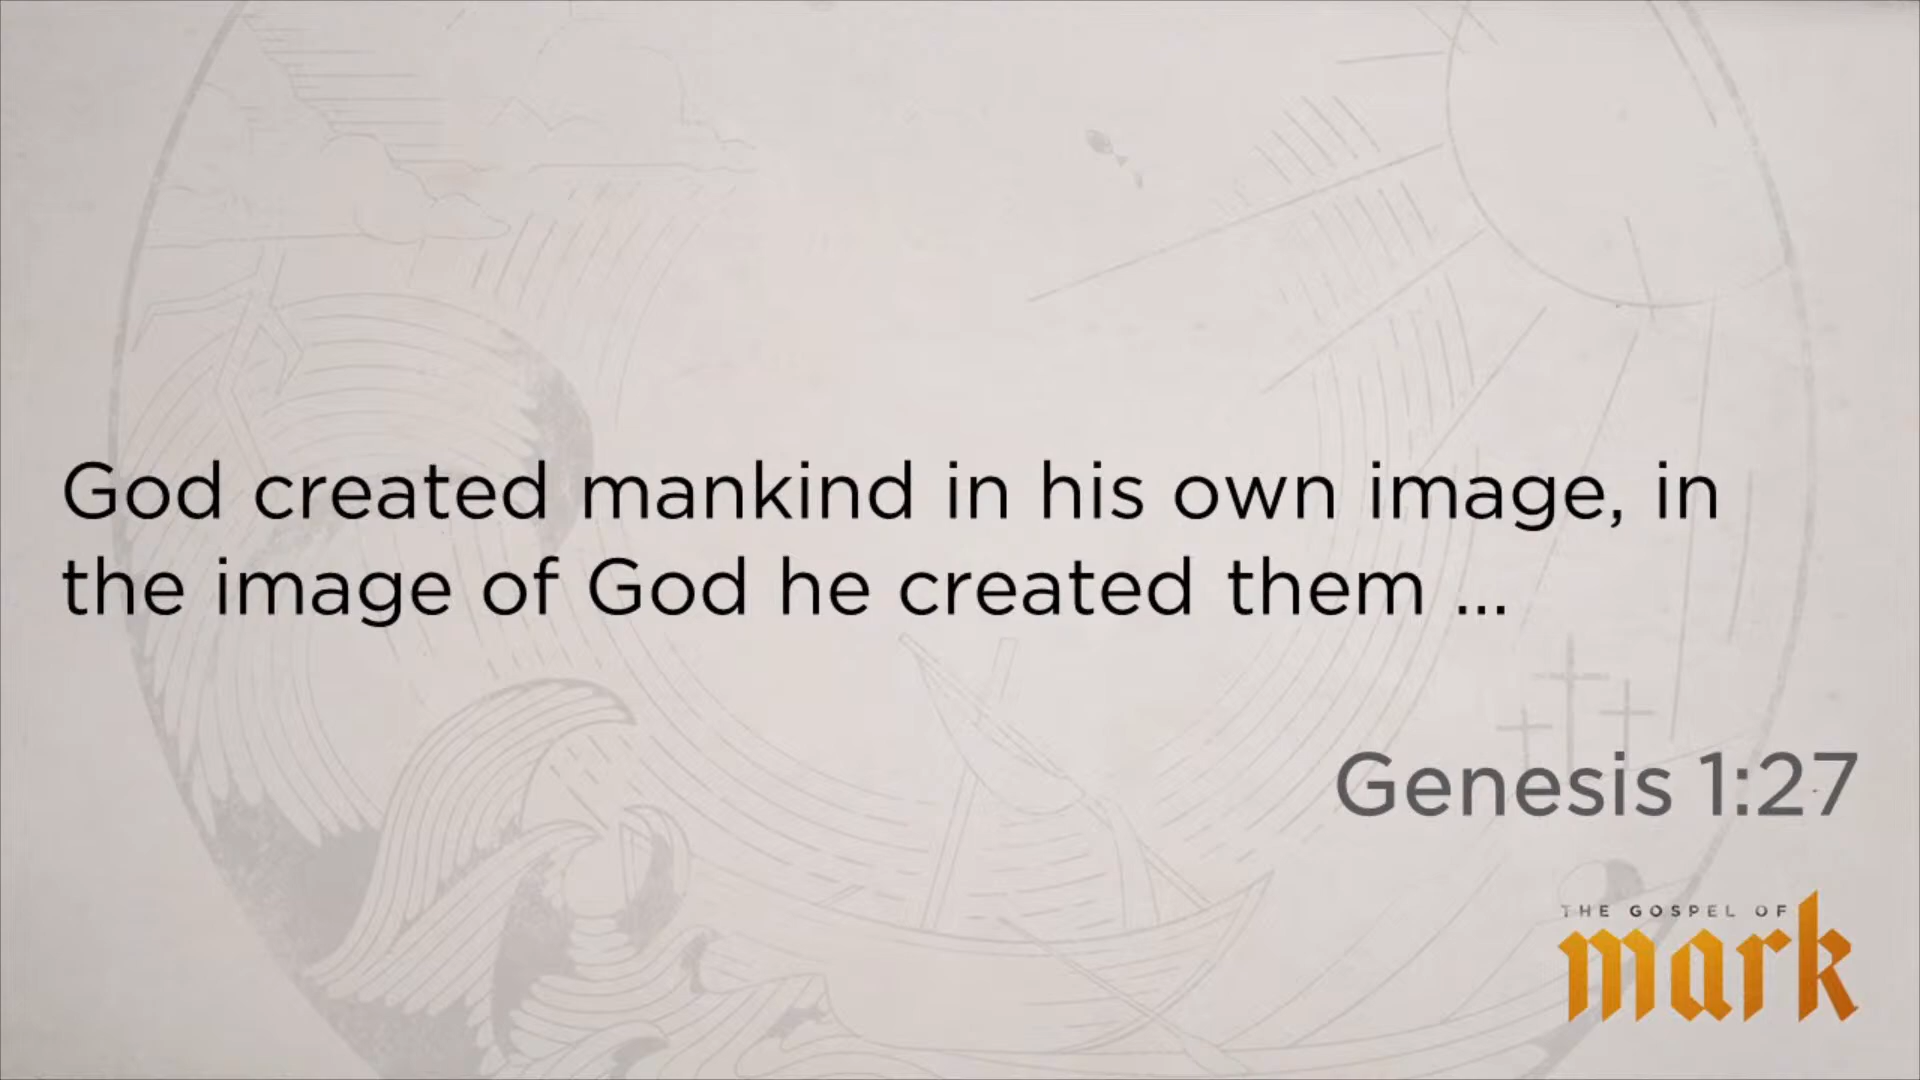 God created mankind in his own image, in
the image of God he created them ...
Genesis 1:27
THE GOSPEL OF
mark